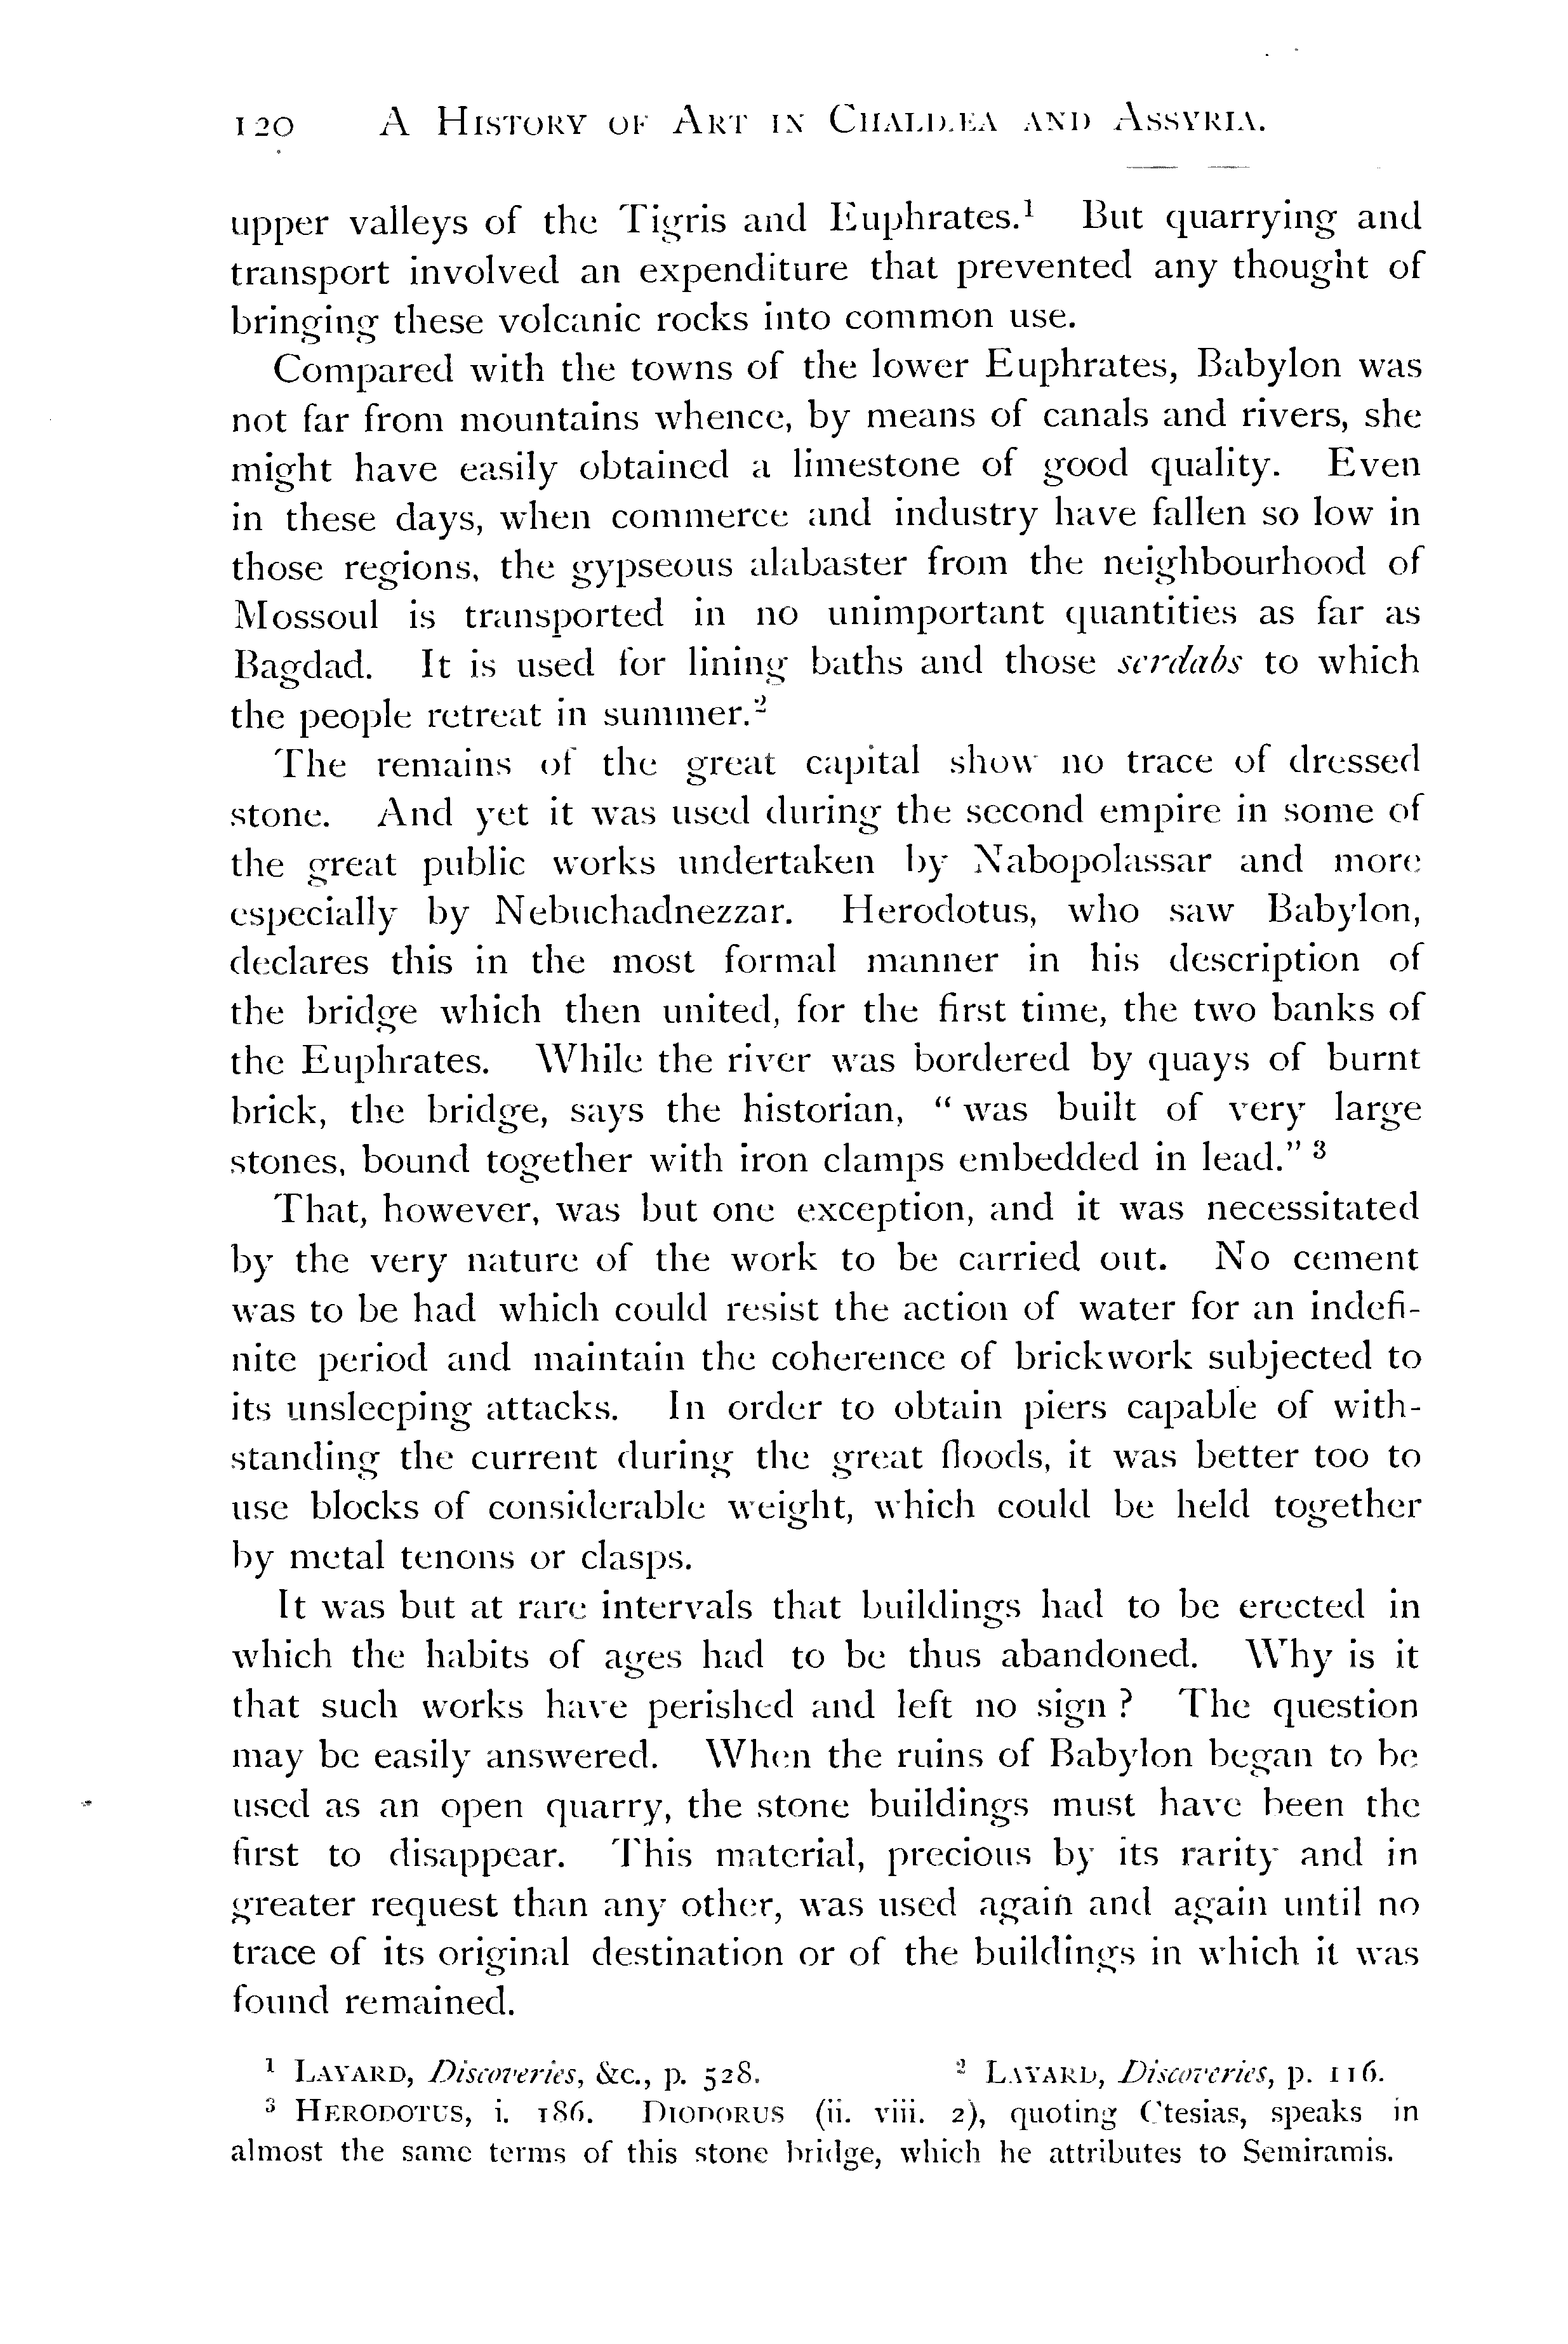 120 A HISTORY OF ART IN CHALDÆA AND ASSYRIA.
upper valleys of the Tigris and Euphrates.¹ But quarrying and
transport involved an expenditure that prevented any thought of
bringing these volcanic rocks into common use.
Compared with the towns of the lower Euphrates, Babylon was
not far from mountains whence, by means of canals and rivers, she
might have easily obtained a limestone of good quality. Even
in these days, when commerce and industry have fallen so low in
those regions, the gypseous alabaster from the neighbourhood of
Mossoul is transported in no unimportant quantities as far as
Bagdad. It is used for lining baths and those serdabs to which
the people retreat in summer.²
The remains of the great capital show no trace of dressed
stone. And yet it was used during the second empire in some of
the great public works undertaken by Nabopolassar and more
especially by Nebuchadnezzar. Herodotus, who saw Babylon,
declares this in the most formal manner in his description of
the bridge which then united, for the first time, the two banks of
the Euphrates. While the river was bordered by quays of burnt
brick, the bridge, says the historian, “ was built of very large
stones, bound together with iron clamps embedded in lead.” ³
That, however, was but one exception, and it was necessitated
by the very nature of the work to be carried out. No cement
was to be had which could resist the action of water for an indefi-
nite period and maintain the coherence of brickwork subjected to
its unsleeping attacks. In order to obtain piers capable of with-
standing the current during the great floods, it was better too to
use blocks of considerable weight, which could be held together
by metal tenons or clasps.
It was but at rare intervals that buildings had to be erected in
which the habits of ages had to be thus abandoned. Why is it
that such works have perished and left no sign ? The question
may be easily answered. When the ruins of Babylon began to be
used as an open quarry, the stone buildings must have been the
first to disappear. This material, precious by its rarity and in
greater request than any other, was used again and again until no
trace of its original destination or of the buildings in which it was
found remained.
¹ LAYARD, Discoveries, &c., p. 528. ² LAYARD, Discoveries, p. 116.
³ HERODOTUS, i. 186. DIODORUS (ii. viii. 2), quoting Ctesias, speaks in
almost the same terms of this stone bridge, which he attributes to Semiramis.